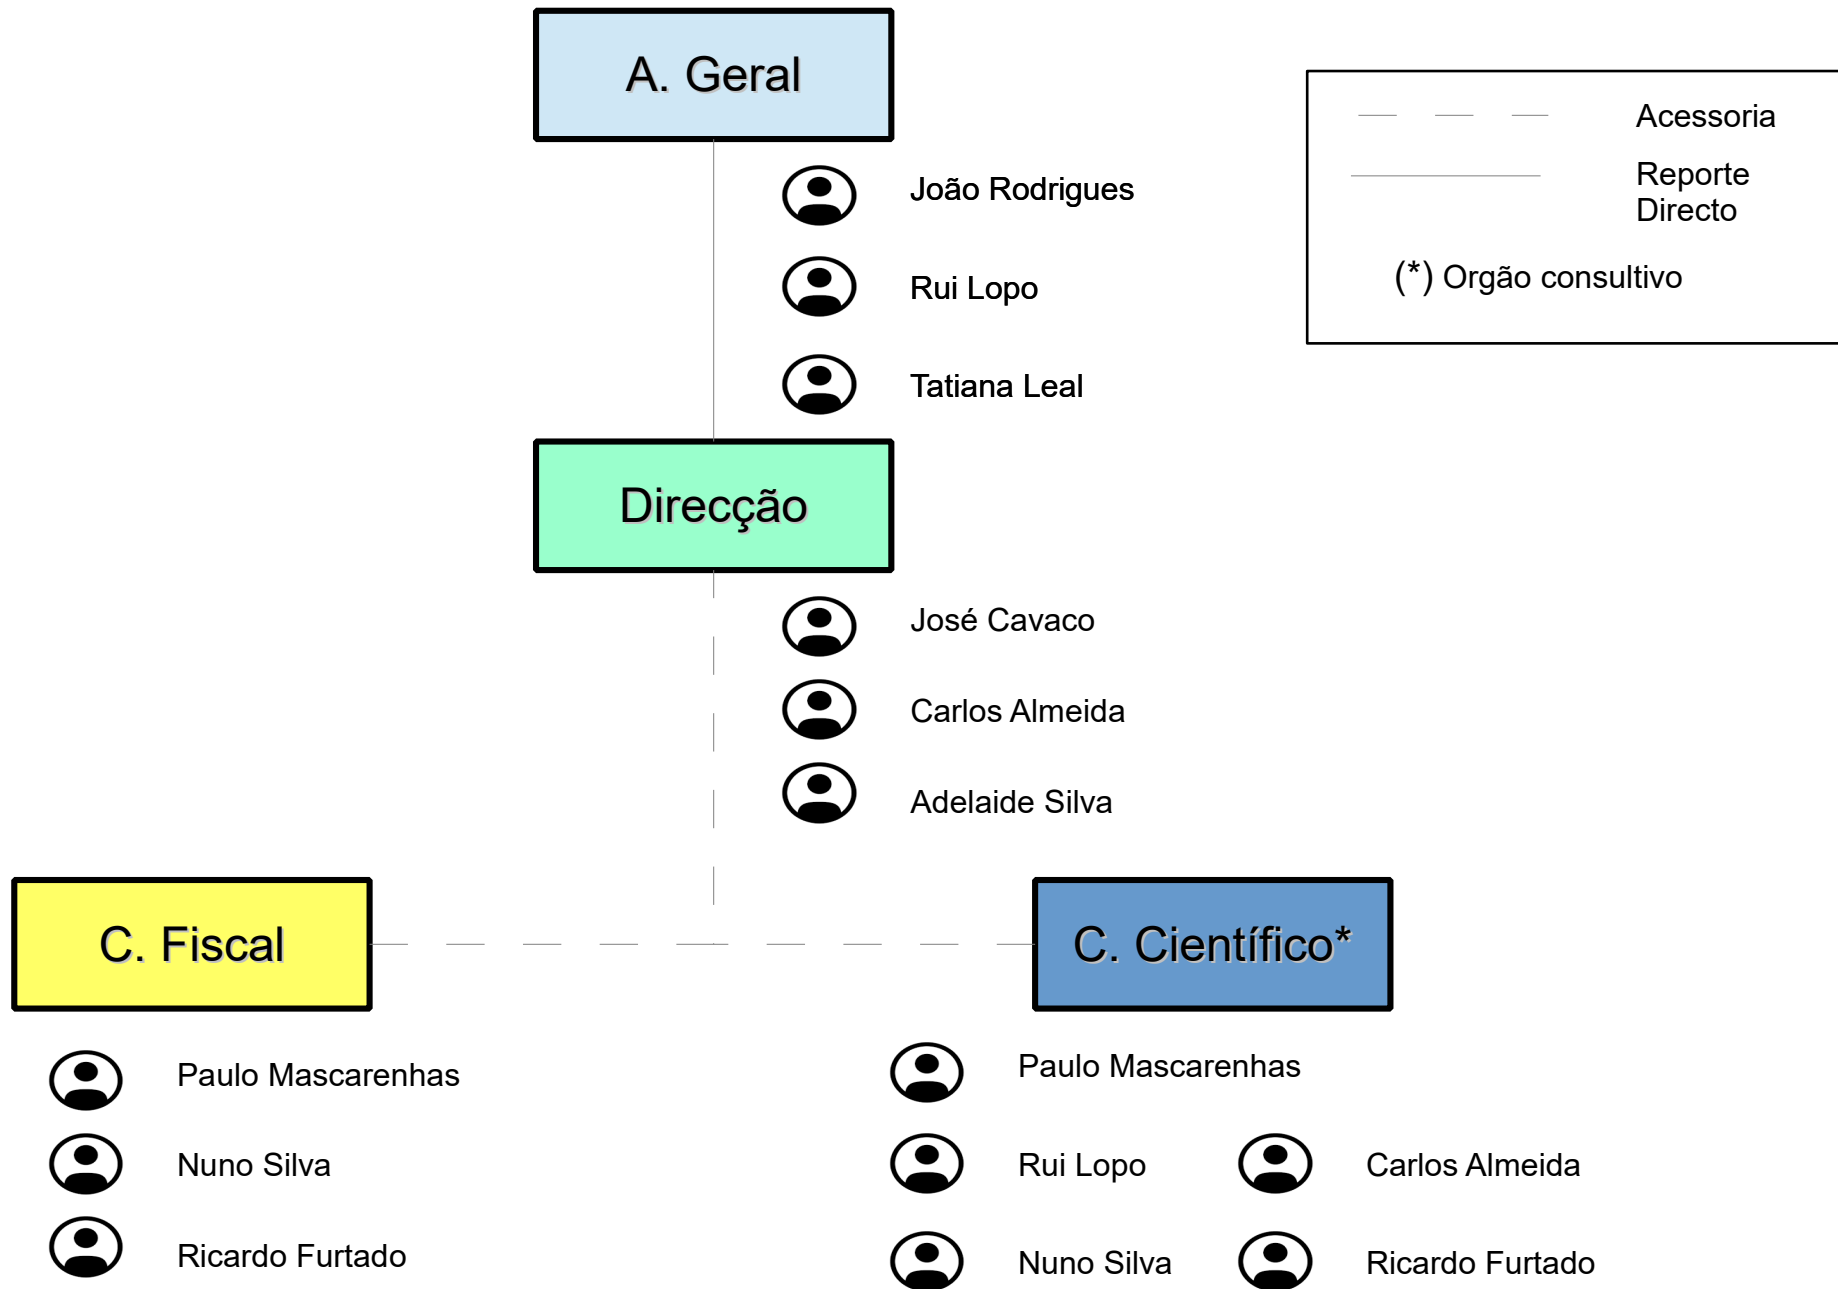 A. Geral
Acessoria
Reporte
Directo
(*) Orgão consultivo
João Rodrigues
Rui Lopo
Tatiana Leal
Direcção
José Cavaco
Carlos Almeida
Adelaide Silva
C. Fiscal
C. Científico*
Paulo Mascarenhas
Nuno Silva
Ricardo Furtado
Paulo Mascarenhas
Rui Lopo
Carlos Almeida
Nuno Silva
Ricardo Furtado